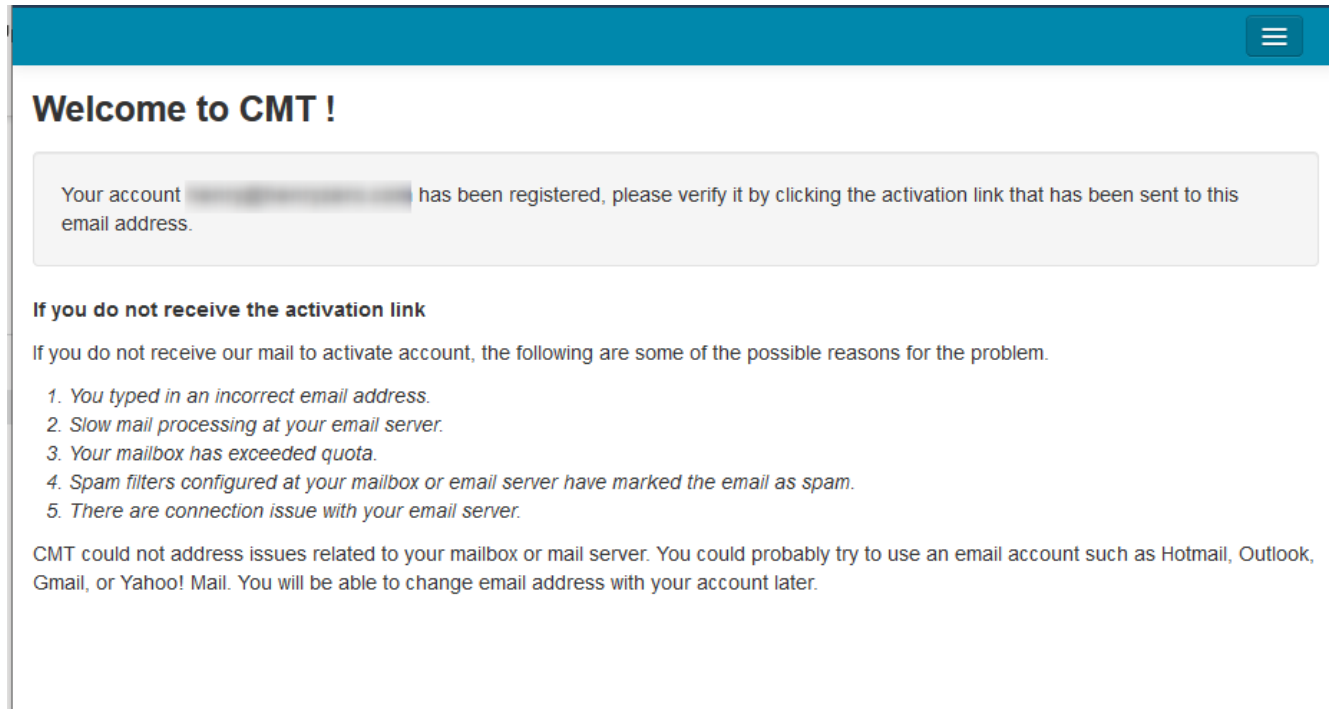 Welcome to CMT !
Your account has been registered, please verify it by clicking the activation link that has been sent to this
email address.
If you do not receive the activation link
If you do not receive our mail to activate account, the following are some of the possible reasons for the problem.
1. You typed in an incorrect email address.
2. Slow mail processing at your email server.
3. Your mailbox has exceeded quota.
4. Spam filters configured at your mailbox or email server have marked the email as spam.
5. There are connection issue with your email server.
CMT could not address issues related to your mailbox or mail server. You could probably try to use an email account such as Hotmail, Outlook,
Gmail, or Yahoo! Mail. You will be able to change email address with your account later.